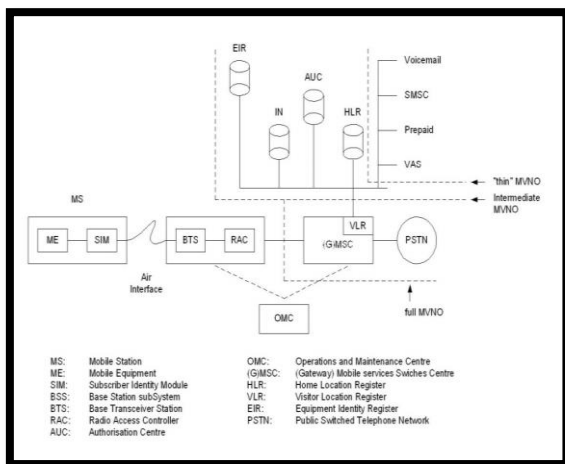 EIR
AUC
IN
HLR
Voicemail
SMSC
Prepaid
VAS
"thin" MVNO
Intermediate
MVNO
MS
VLR
ME
SIM
BTS
RAC
(G)MSC
PSTN
Air
Interface
full MVNO
OMC
MS: Mobile Station
ME: Mobile Equipment
SIM: Subscriber Identity Module
BSS: Base Station subSystem
BTS: Base Transceiver Station
RAC: Radio Access Controller
AUC: Authorisation Centre
OMC: Operations and Maintenance Centre
(G)MSC: (Gateway) Mobile services Swiches Centre
HLR: Home Location Register
VLR: Visitor Location Register
EIR: Equipment Identity Register
PSTN: Public Switched Telephone Network